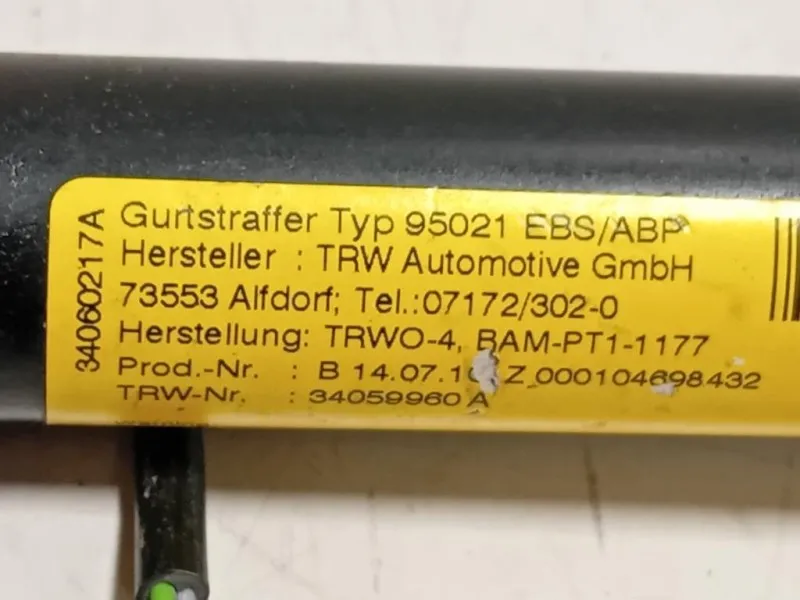 34060217A
Gurtstraffer Typ 95021 EBS/ABP
Hersteller : TRW Automotive GmbH
73553 Alfdorf; Tel.:07172/302-0
Herstellung: TRWO-4, BAM-PT1-1177
Prod.-Nr. : B 14.07. Z 000104698432
TRW-Nr. : 34059960 A